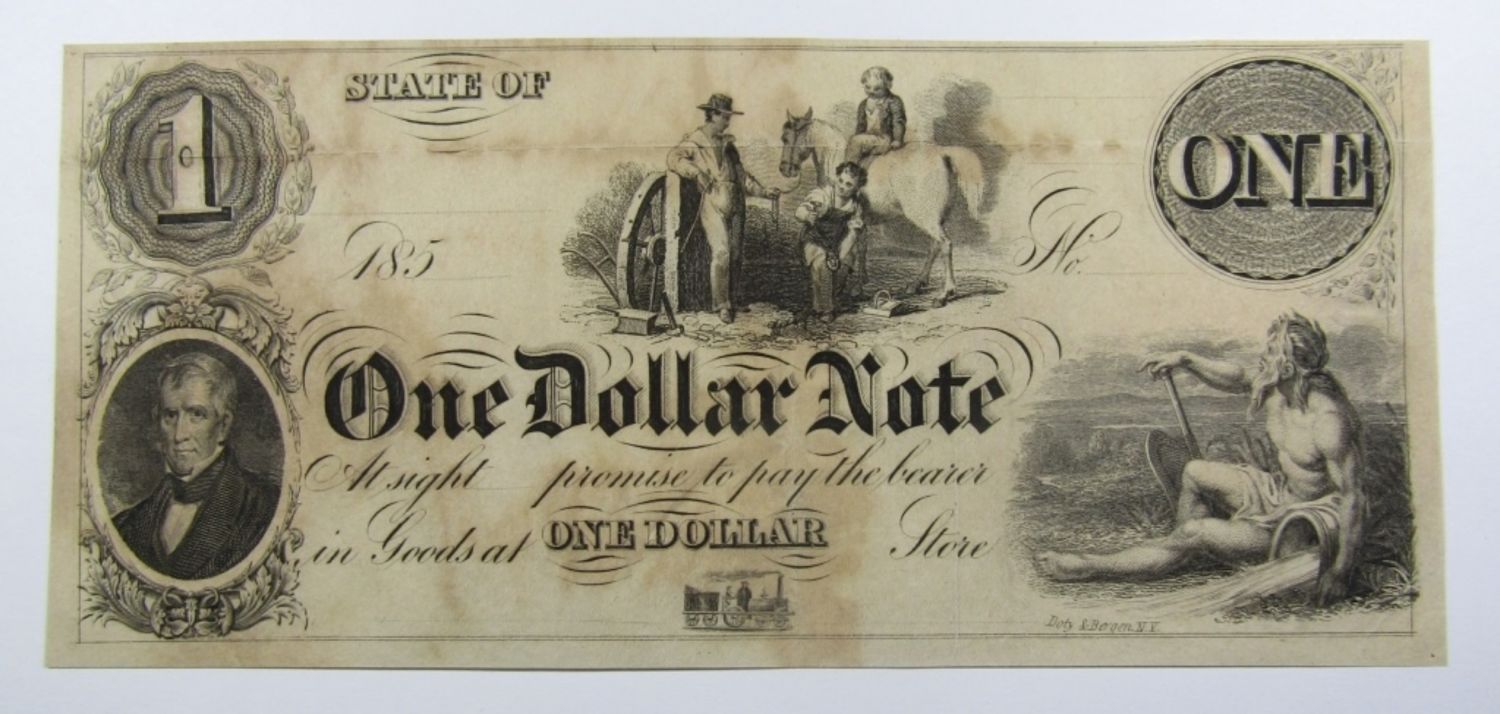 1
STATE OF
ONE
185
No.
One Dollar Note
At sight promise to pay the bearer
in Goods at ONE DOLLAR Store
Doty & Bergen. N.Y.